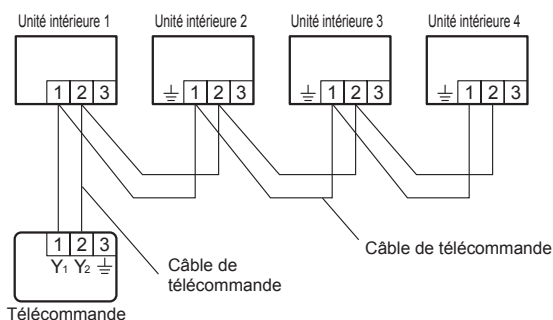 Unité intérieure 1
Unité intérieure 2
Unité intérieure 3
Unité intérieure 4
1 2 3
1 2 3
1 2 3
1 2 3
1 2 3
Y1 Y2
Câble de
télécommande
Câble de télécommande
Télécommande